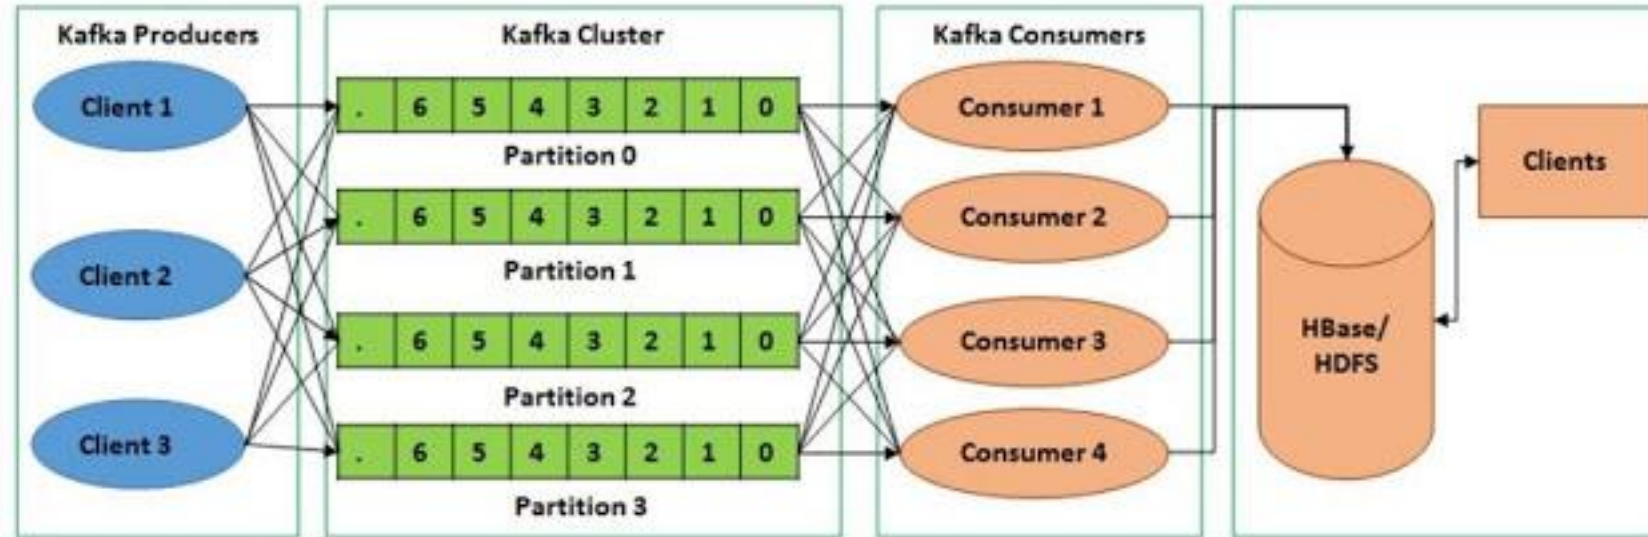 Kafka Producers
Client 1
Client 2
Client 3
Kafka Cluster
. 6 5 4 3 2 1 0
Partition 0
. 6 5 4 3 2 1 0
Partition 1
. 6 5 4 3 2 1 0
Partition 2
. 6 5 4 3 2 1 0
Partition 3
Kafka Consumers
Consumer 1
Consumer 2
Consumer 3
Consumer 4
HBase/
HDFS
Clients